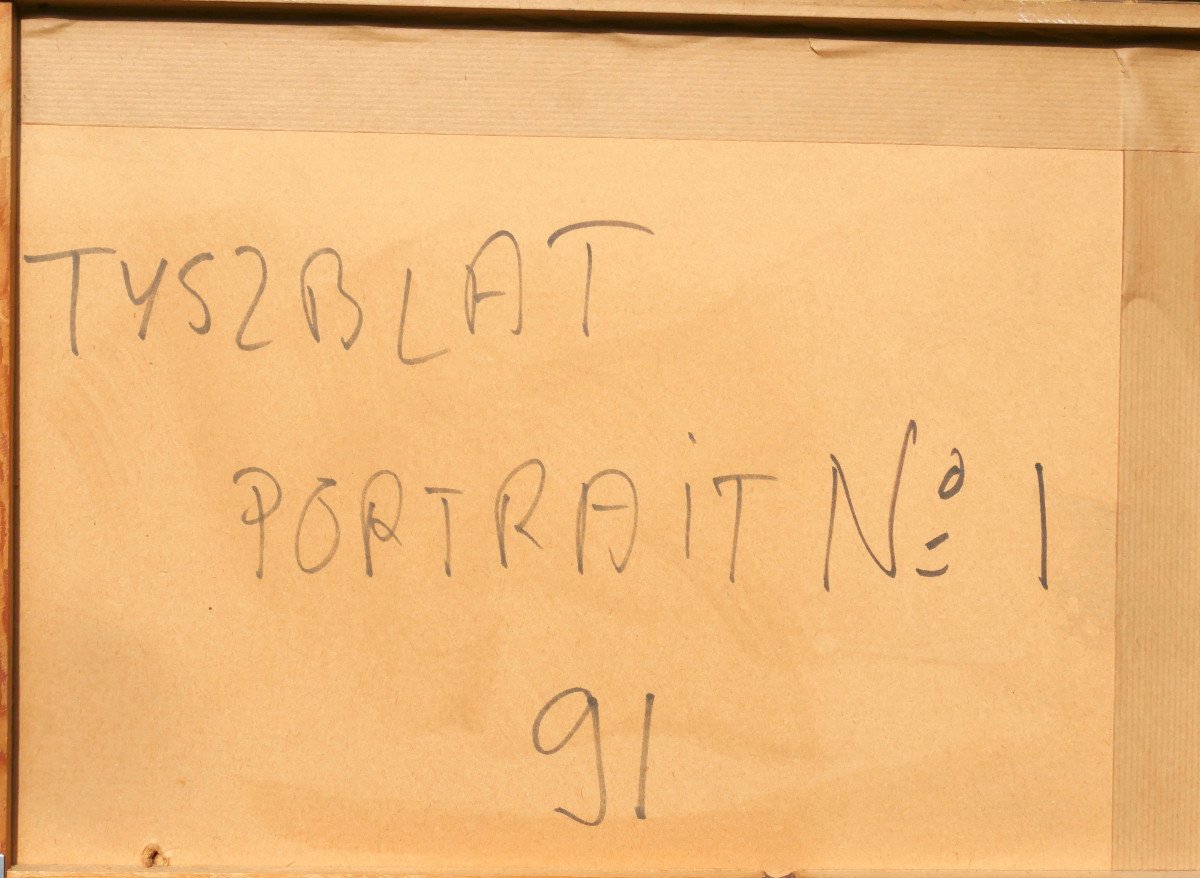 TYSZBLAT
PORTRAiT Nº 1
91